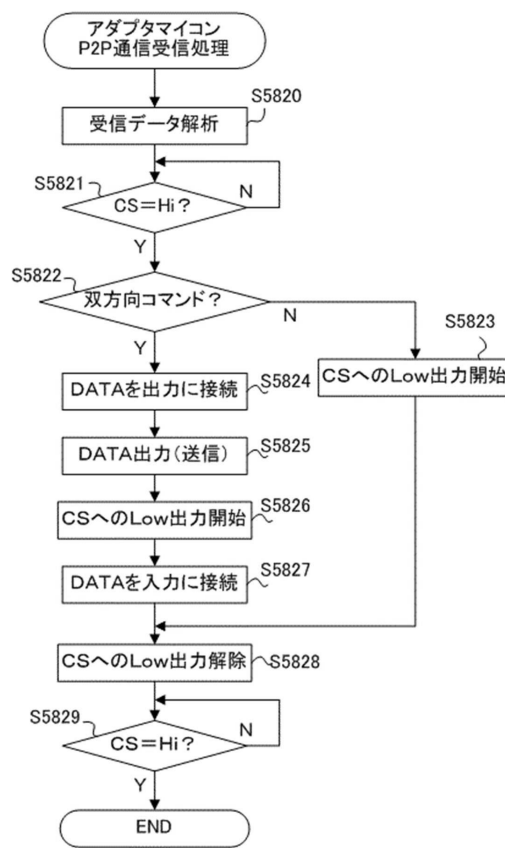 アダプタマイコン
P2P通信受信処理
S5820
受信データ解析
S5821
CS=Hi?
N
Y
S5822
双方向コマンド?
N
Y
S5823
CSへのLow出力開始
S5824
DATAを出力に接続
S5825
DATA出力(送信)
S5826
CSへのLow出力開始
S5827
DATAを入力に接続
CSへのLow出力解除
S5828
S5829
CS=Hi?
N
Y
END